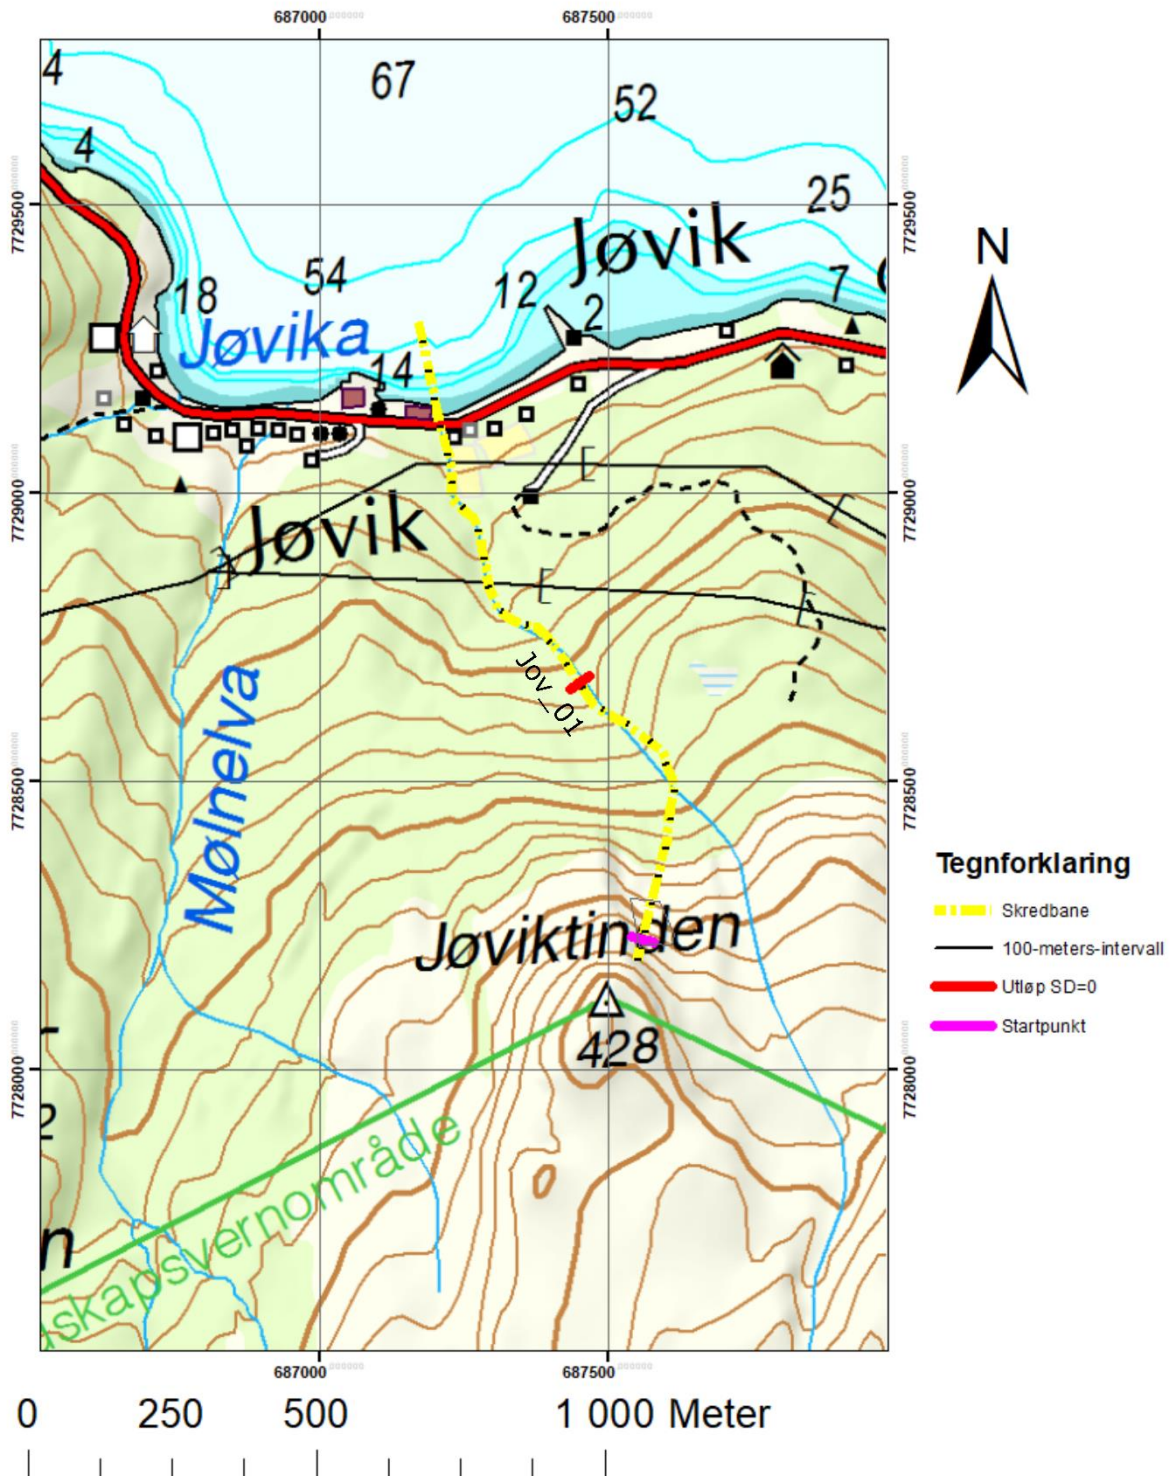 687000
687500
4
67
52
4
25
7729500
7729500
Jøvik
7
54
18
12
2
Jøvika
14
7729000
7729000
Jøvik
Jov_01
Mølnelva
7728500
7728500
Tegnforklaring
Skredbane
100-meters-intervall
Utløp SD=0
Startpunkt
Jøviktinden
428
7728000
7728000
2
n
skapsvernområde
687000
687500
0 250 500 1 000 Meter
N